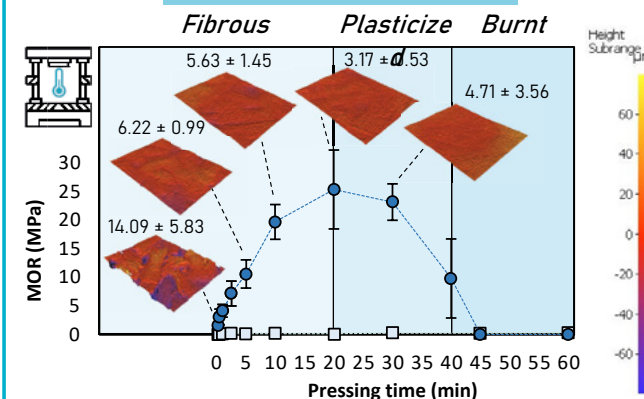 Fibrous Plasticize
d Burnt
Height
Subrange
5.63 ± 1.45
3.17 ± .53
4.71 ± 3.56
6.22 ± 0.99
14.09 ± 5.83
60
40
20
0
-20
-40
-60
MOR (MPa)
30
25
20
15
10
5
0
0 5 10 15 20 25 30 35 40 45 50 55 60
Pressing time (min)